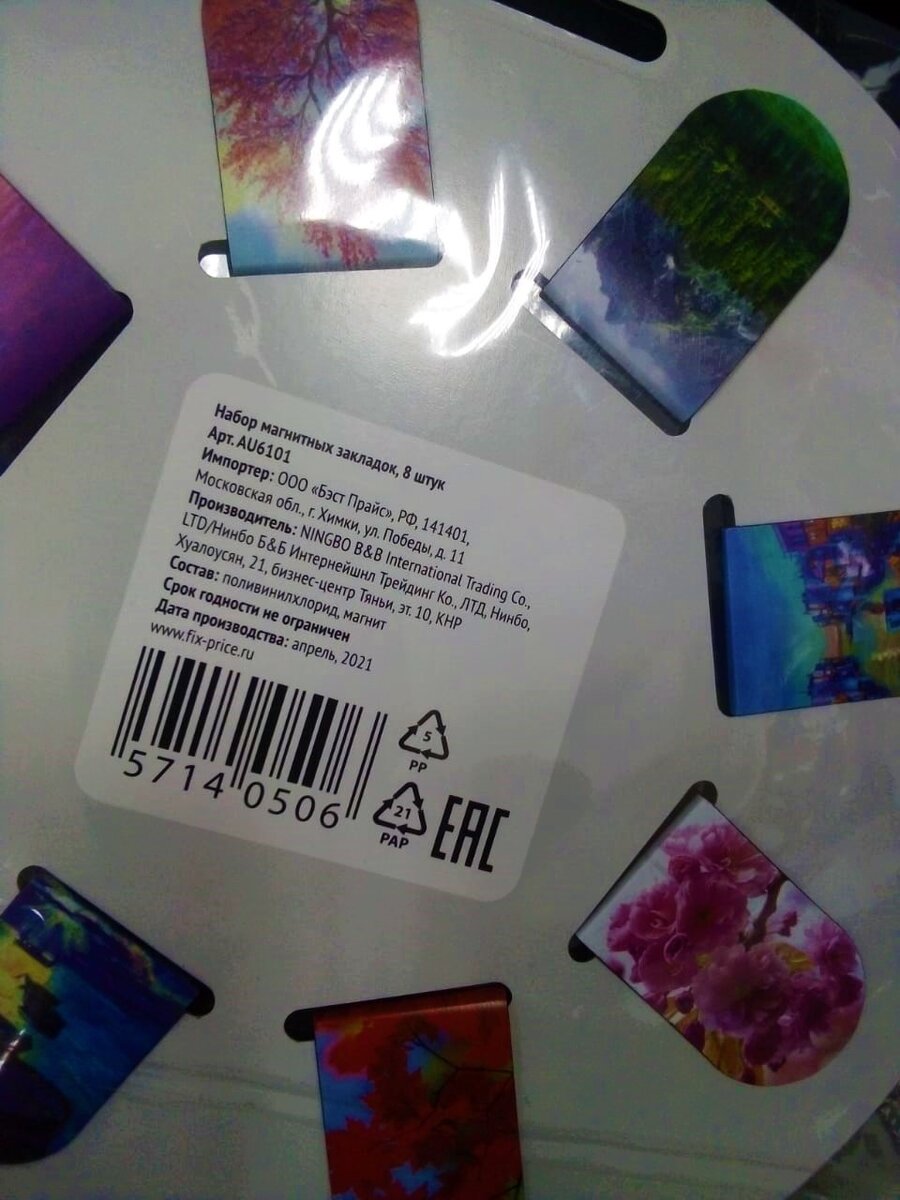 Набор магнитных закладок, 8 штук
Арт. AU6101
Импортер: ООО «Бэст Прайс», РФ, 141401,
Московская обл., г. Химки, ул. Победы, д. 11
Производитель: NINGBO B&B International Trading Co.,
LTD/Нинбо Б&Б Интернейшнл Трейдинг Ко., ЛТД, Нинбо,
Хуалоусян, 21, бизнес-центр Тяньи, эт. 10, КНР
Состав: поливинилхлорид, магнит
Срок годности не ограничен
Дата производства: апрель, 2021
www.fix-price.ru
5714 0506
5
PP
21
PAP
EAC